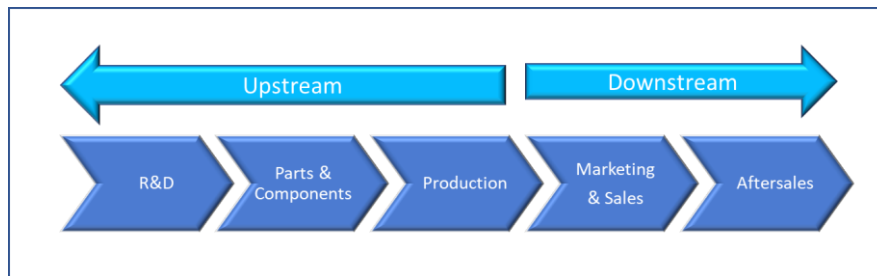 Upstream
Downstream
R&D
Parts &
Components
Production
Marketing
& Sales
Aftersales